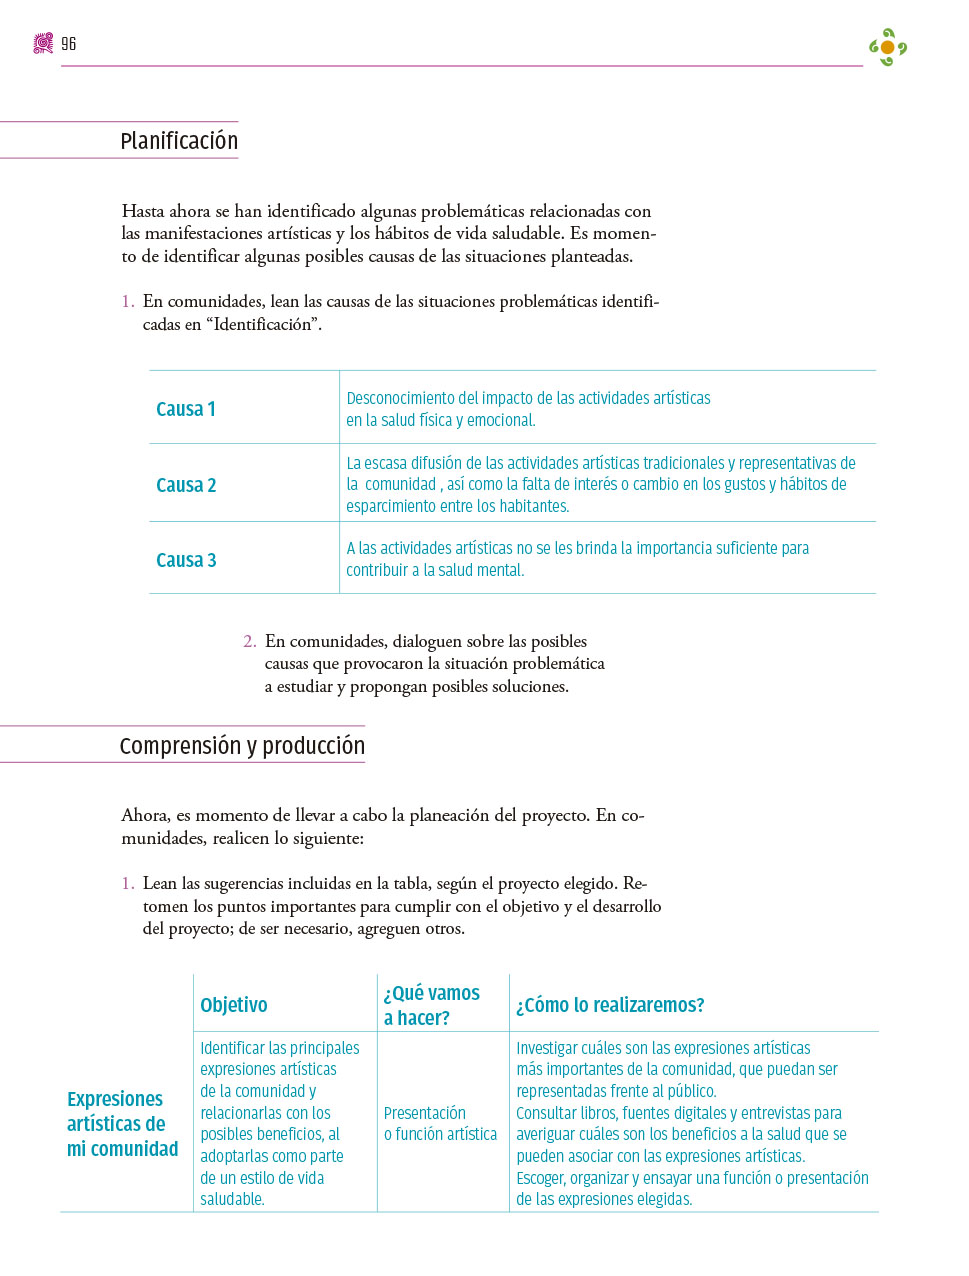 96
Planificación
Hasta ahora se han identificado algunas problemáticas relacionadas con
las manifestaciones artísticas y los hábitos de vida saludable. Es momen-
to de identificar algunas posibles causas de las situaciones planteadas.
1. En comunidades, lean las causas de las situaciones problemáticas identifi-
cadas en “Identificación”.
Causa 1
Desconocimiento del impacto de las actividades artísticas
en la salud física y emocional.
Causa 2
La escasa difusión de las actividades artísticas tradicionales y representativas de
la  comunidad , así como la falta de interés o cambio en los gustos y hábitos de
esparcimiento entre los habitantes.
Causa 3
A las actividades artísticas no se les brinda la importancia suficiente para
contribuir a la salud mental.
2. En comunidades, dialoguen sobre las posibles
causas que provocaron la situación problemática
a estudiar y propongan posibles soluciones.
Comprensión y producción
Ahora, es momento de llevar a cabo la planeación del proyecto. En co-
munidades, realicen lo siguiente:
1. Lean las sugerencias incluidas en la tabla, según el proyecto elegido. Re-
tomen los puntos importantes para cumplir con el objetivo y el desarrollo
del proyecto; de ser necesario, agreguen otros.
Objetivo
¿Qué vamos
a hacer?
¿Cómo lo realizaremos?
Expresiones
artísticas de
mi comunidad
Identificar las principales
expresiones artísticas
de la comunidad y
relacionarlas con los
posibles beneficios, al
adoptarlas como parte
de un estilo de vida
saludable.
Presentación
o función artística
Investigar cuáles son las expresiones artísticas
más importantes de la comunidad, que puedan ser
representadas frente al público.
Consultar libros, fuentes digitales y entrevistas para
averiguar cuáles son los beneficios a la salud que se
pueden asociar con las expresiones artísticas.
Escoger, organizar y ensayar una función o presentación
de las expresiones elegidas.